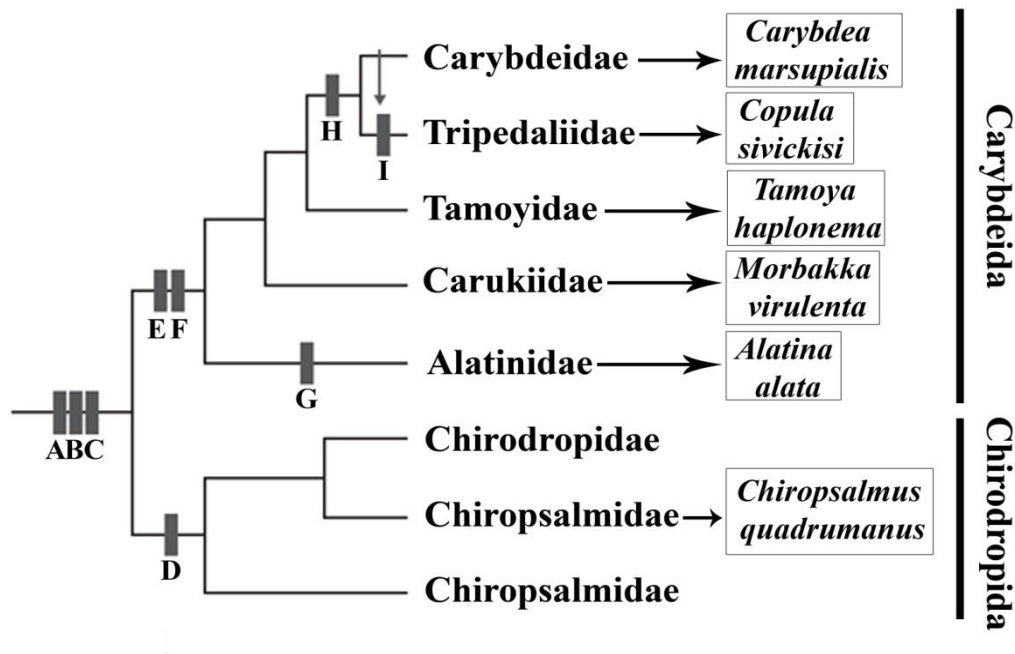 Carybdeidae
Carybdea
marsupialis
H
Tripedaliidae
Copula
sivickisi
I
Tamoyidae
Tamoya
haplonema
Carukiidae
Morbakka
virulenta
E F
Alatinidae
Alatina
alata
G
Carybdeida
ABC
Chirodropidae
Chiropsalmidae
Chiropsalmus
quadrumanus
D
Chiropsalmidae
Chirodropida